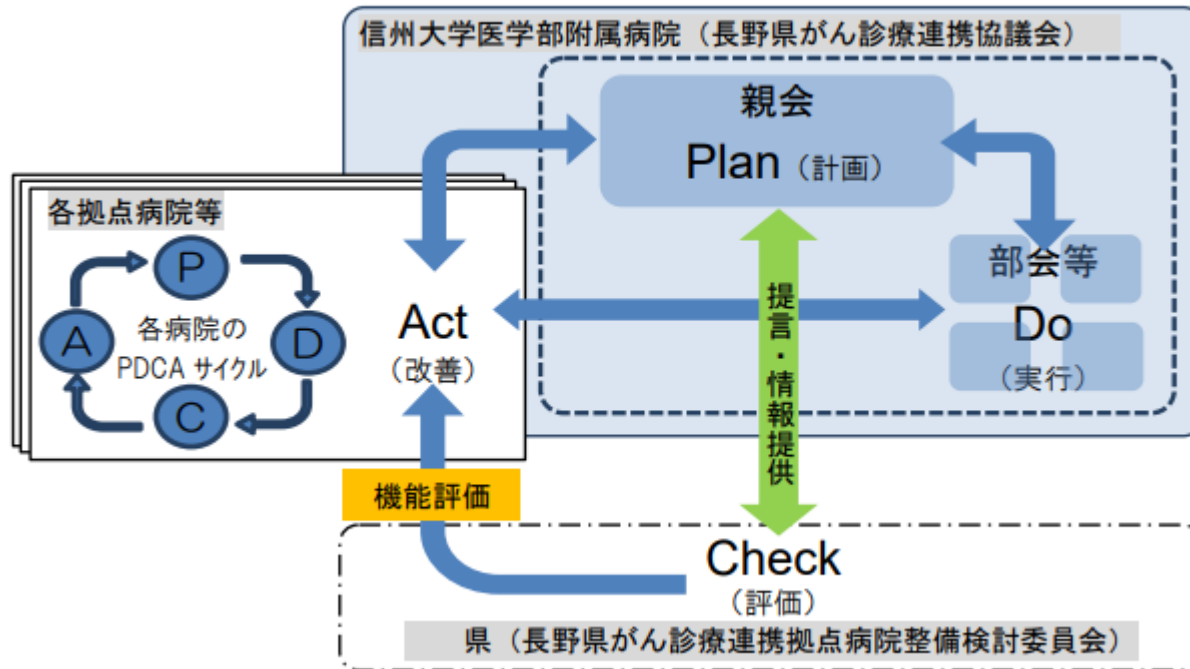 信州大学医学部附属病院（長野県がん診療連携協議会）
親会
Plan（計画）
各拠点病院等
P
D
C
A
各病院の
PDCA サイクル
Act
（改善）
部会等
Do
（実行）
提言・情報提供
機能評価
Check
（評価）
県（長野県がん診療連携拠点病院整備検討委員会）